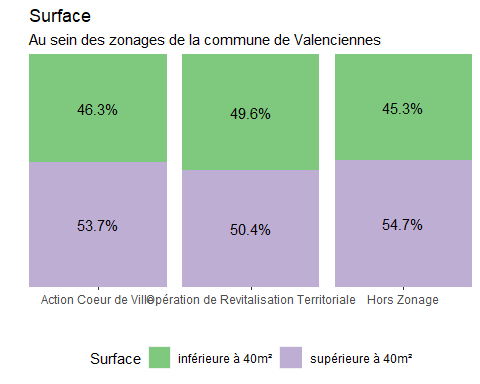 Surface
Au sein des zonages de la commune de Valenciennes
46.3%
49.6%
45.3%
53.7%
50.4%
54.7%
Action Coeur de Ville
Opération de Revitalisation Territoriale
Hors Zonage
Surface
inférieure à 40m²
supérieure à 40m²